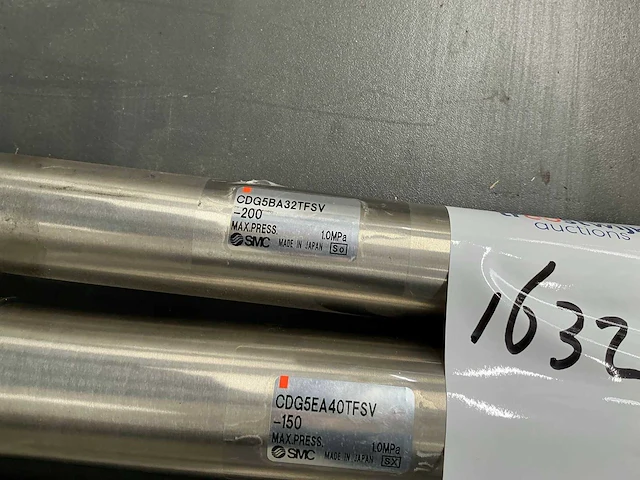 CDG5BA32TFSV
-200
MAX.PRESS. 1.0MPa
SMC MADE IN JAPAN So
auctions
1632
CDG5EA40TFSV
-150
MAX.PRESS. 1.0MPa
SMC MADE IN JAPAN SX